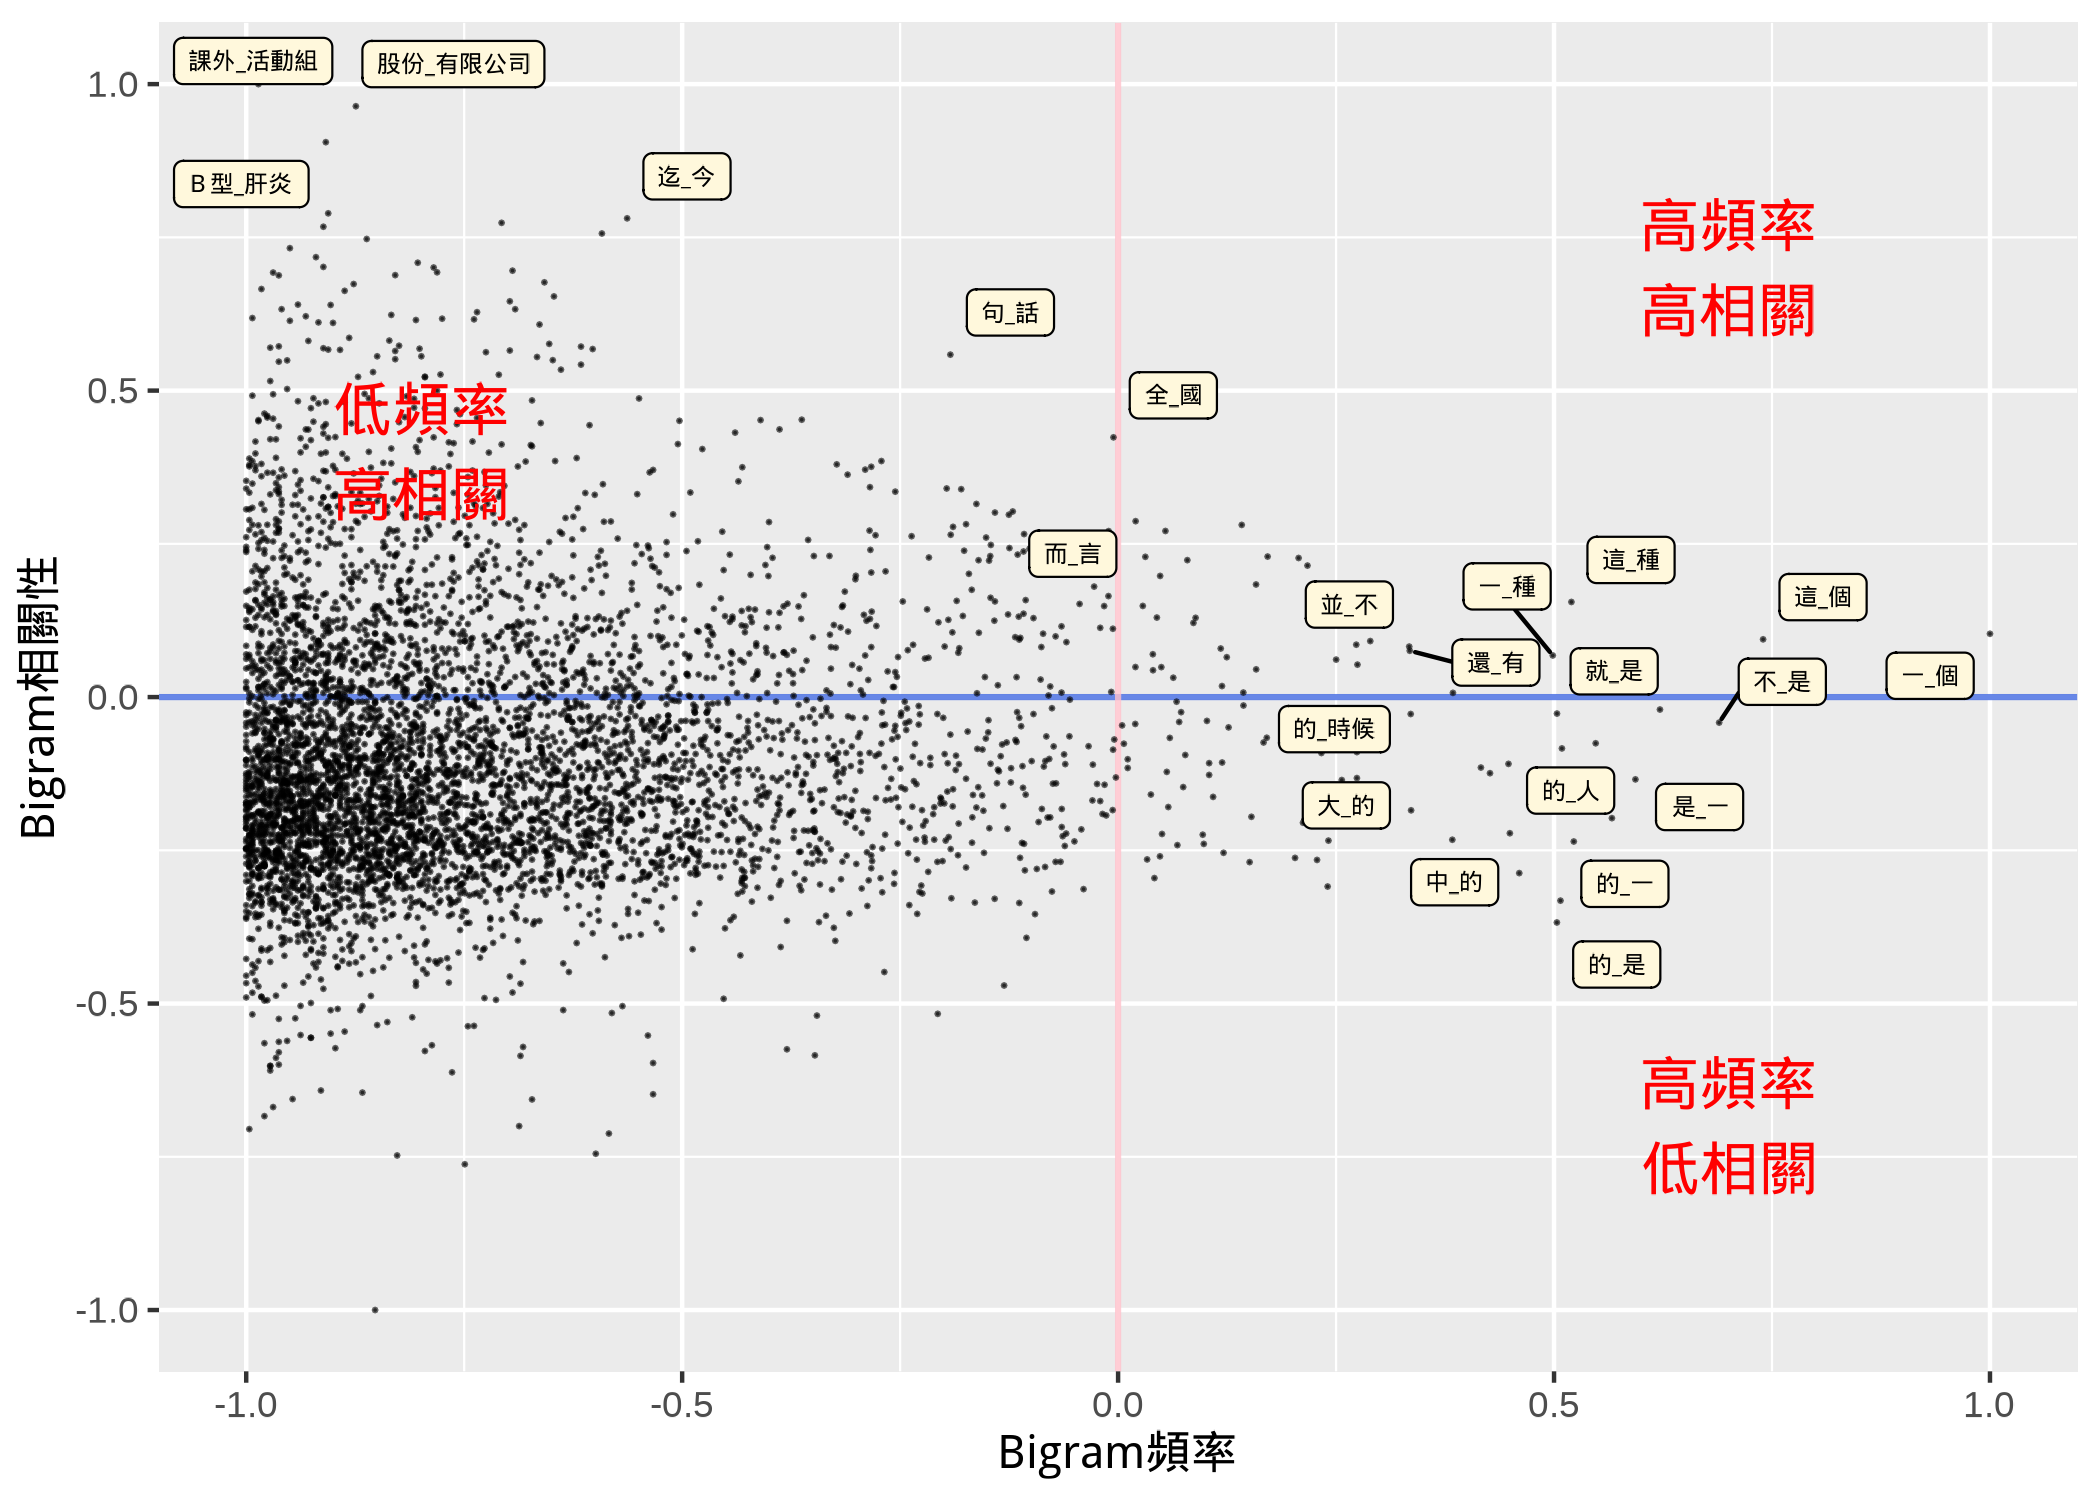 課外_活動組
股份_有限公司
1.0
B型_肝炎
迄_今
高頻率
高相關
句_話
全_國
0.5
低頻率
高相關
而_言
這_種
一_種
並_不
這_個
還_有
就_是
不_是
一_個
0.0
的_時候
的_人
大_的
是_一
中_的
的_一
的_是
-0.5
高頻率
低相關
-1.0
Bigram相關性
-1.0
-0.5
0.0
0.5
1.0
Bigram頻率